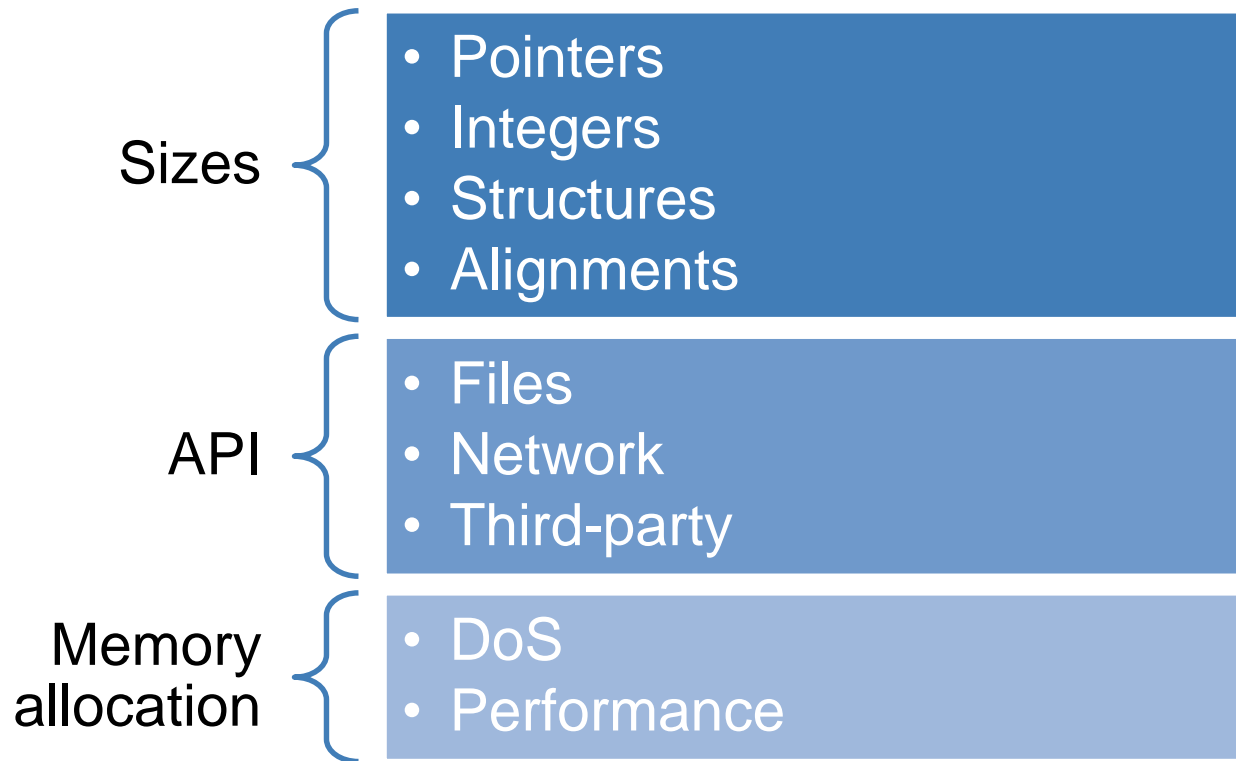 Sizes
• Pointers
• Integers
• Structures
• Alignments
API
• Files
• Network
• Third-party
Memory
allocation
• DoS
• Performance